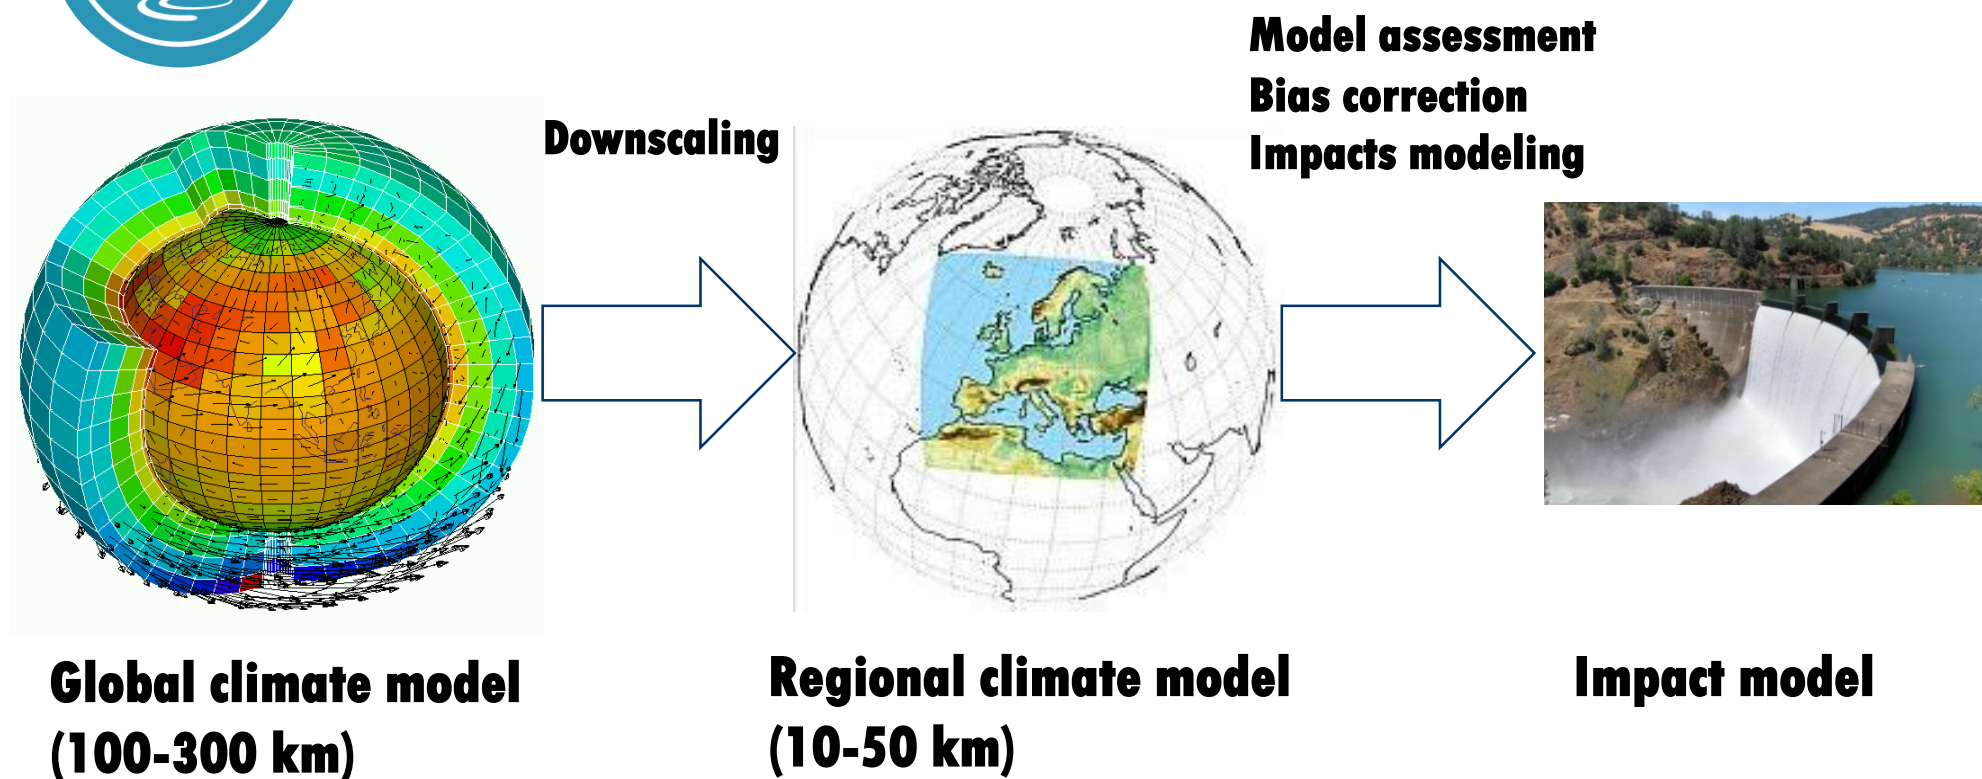 Model assessment
Bias correction
Impacts modeling
Downscaling
Global climate model
(100-300 km)
Regional climate model
(10-50 km)
Impact model